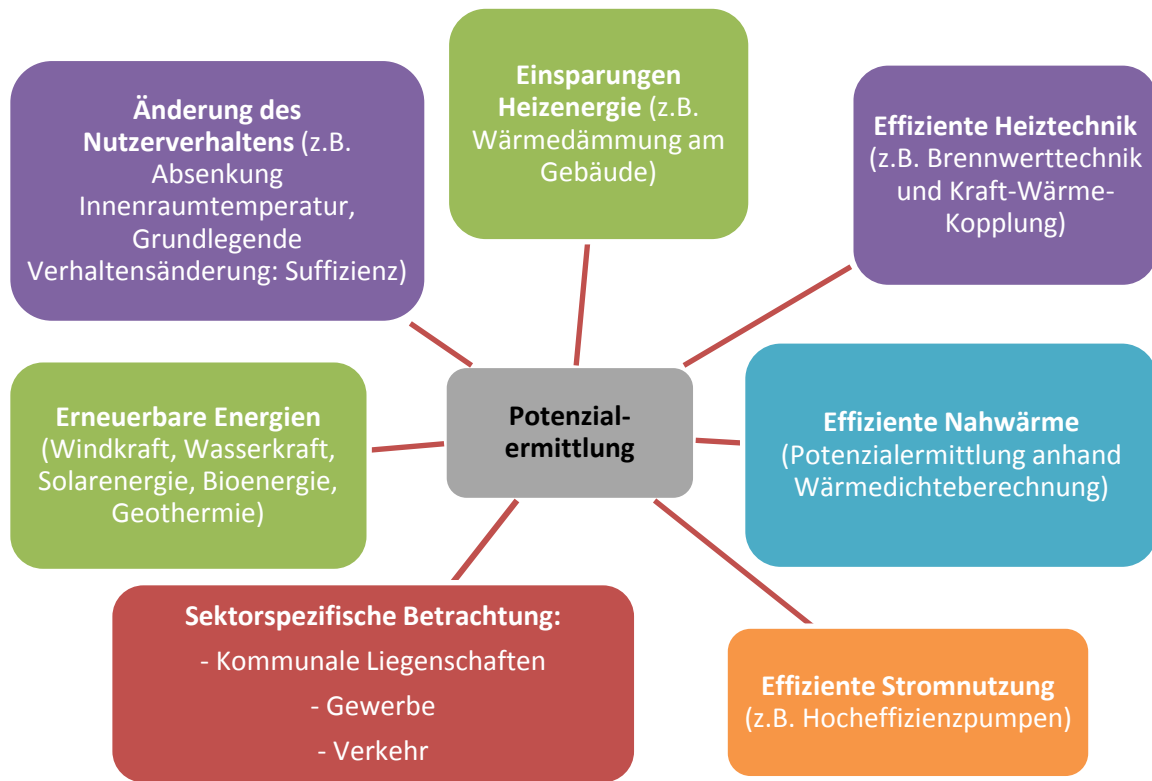 Änderung des
Nutzerverhaltens (z.B.
Absenkung
Innenraumtemperatur,
Grundlegende
Verhaltensänderung: Suffizienz)
Einsparungen
Heizenergie (z.B.
Wärmedämmung am
Gebäude)
Effiziente Heiztechnik
(z.B. Brennwerttechnik
und Kraft-Wärme-
Kopplung)
Erneuerbare Energien
(Windkraft, Wasserkraft,
Solarenergie, Bioenergie,
Geothermie)
Potenzial-
ermittlung
Effiziente Nahwärme
(Potenzialermittlung anhand
Wärmedichteberechnung)
Sektorspezifische Betrachtung:
- Kommunale Liegenschaften
- Gewerbe
- Verkehr
Effiziente Stromnutzung
(z.B. Hocheffizienzpumpen)